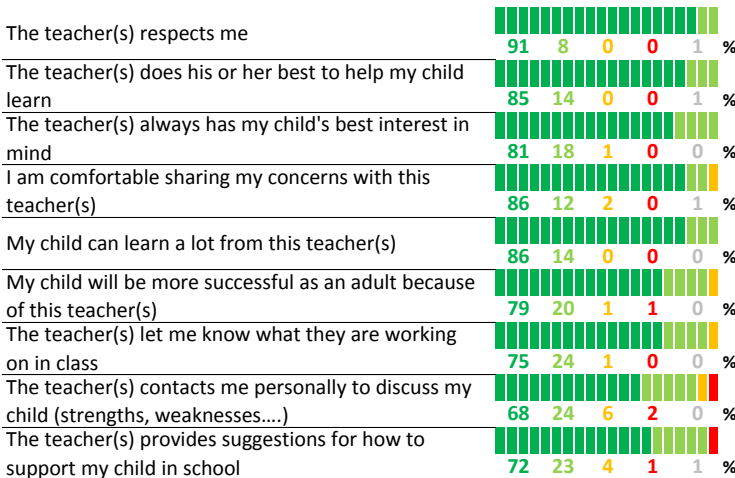 The teacher(s) respects me
91 8 0 0 1 %
The teacher(s) does his or her best to help my child
learn
85 14 0 0 1 %
The teacher(s) always has my child's best interest in
mind
81 18 1 0 0 %
I am comfortable sharing my concerns with this
teacher(s)
86 12 2 0 1 %
My child can learn a lot from this teacher(s)
86 14 0 0 0 %
My child will be more successful as an adult because
of this teacher(s)
79 20 1 1 0 %
The teacher(s) let me know what they are working
on in class
75 24 1 0 0 %
The teacher(s) contacts me personally to discuss my
child (strengths, weaknesses....)
68 24 6 2 0 %
The teacher(s) provides suggestions for how to
support my child in school
72 23 4 1 1 %